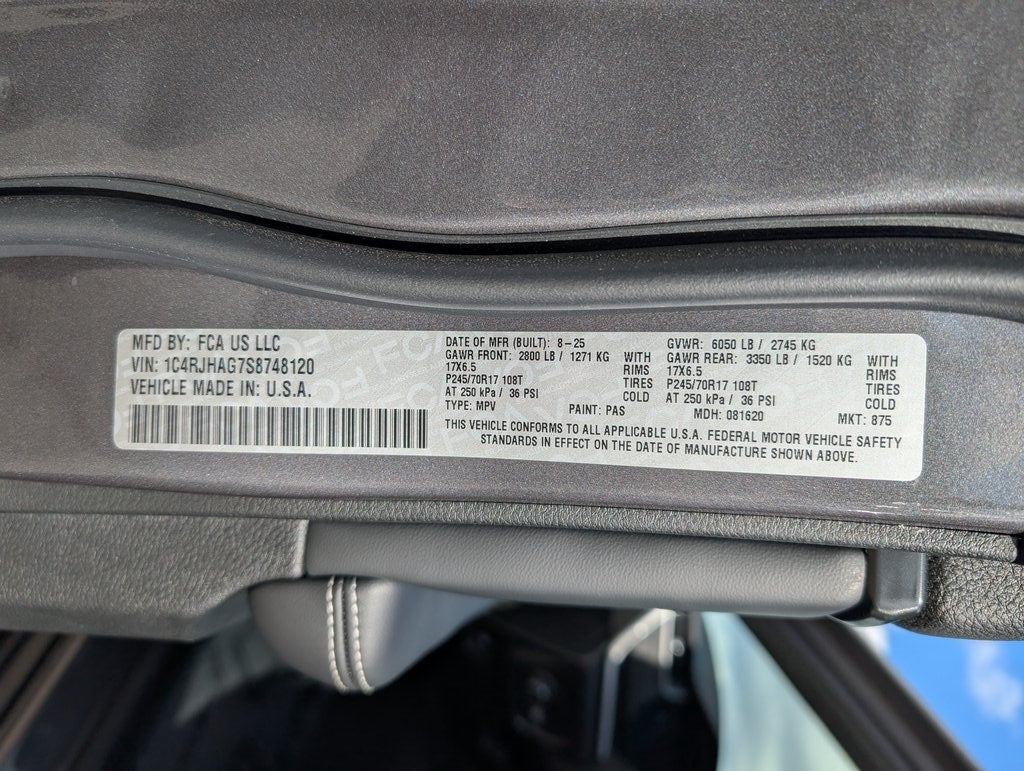 MFD BY: FCA US LLC
VIN: 1C4RJHAG7S8748120
VEHICLE MADE IN: U.S.A.
DATE OF MFR (BUILT): 8-25
GAWR FRONT: 2800 LB / 1271 KG WITH
17X6.5 RIMS
P245/70R17 108T TIRES
AT 250 kPa / 36 PSI COLD
TYPE: MPV PAINT: PAS
GVWR: 6050 LB / 2745 KG
GAWR REAR: 3350 LB / 1520 KG WITH
17X6.5 RIMS
P245/70R17 108T TIRES
AT 250 kPa / 36 PSI COLD
MDH: 081620 MKT: 875
THIS VEHICLE CONFORMS TO ALL APPLICABLE U.S.A. FEDERAL MOTOR VEHICLE SAFETY
STANDARDS IN EFFECT ON THE DATE OF MANUFACTURE SHOWN ABOVE.